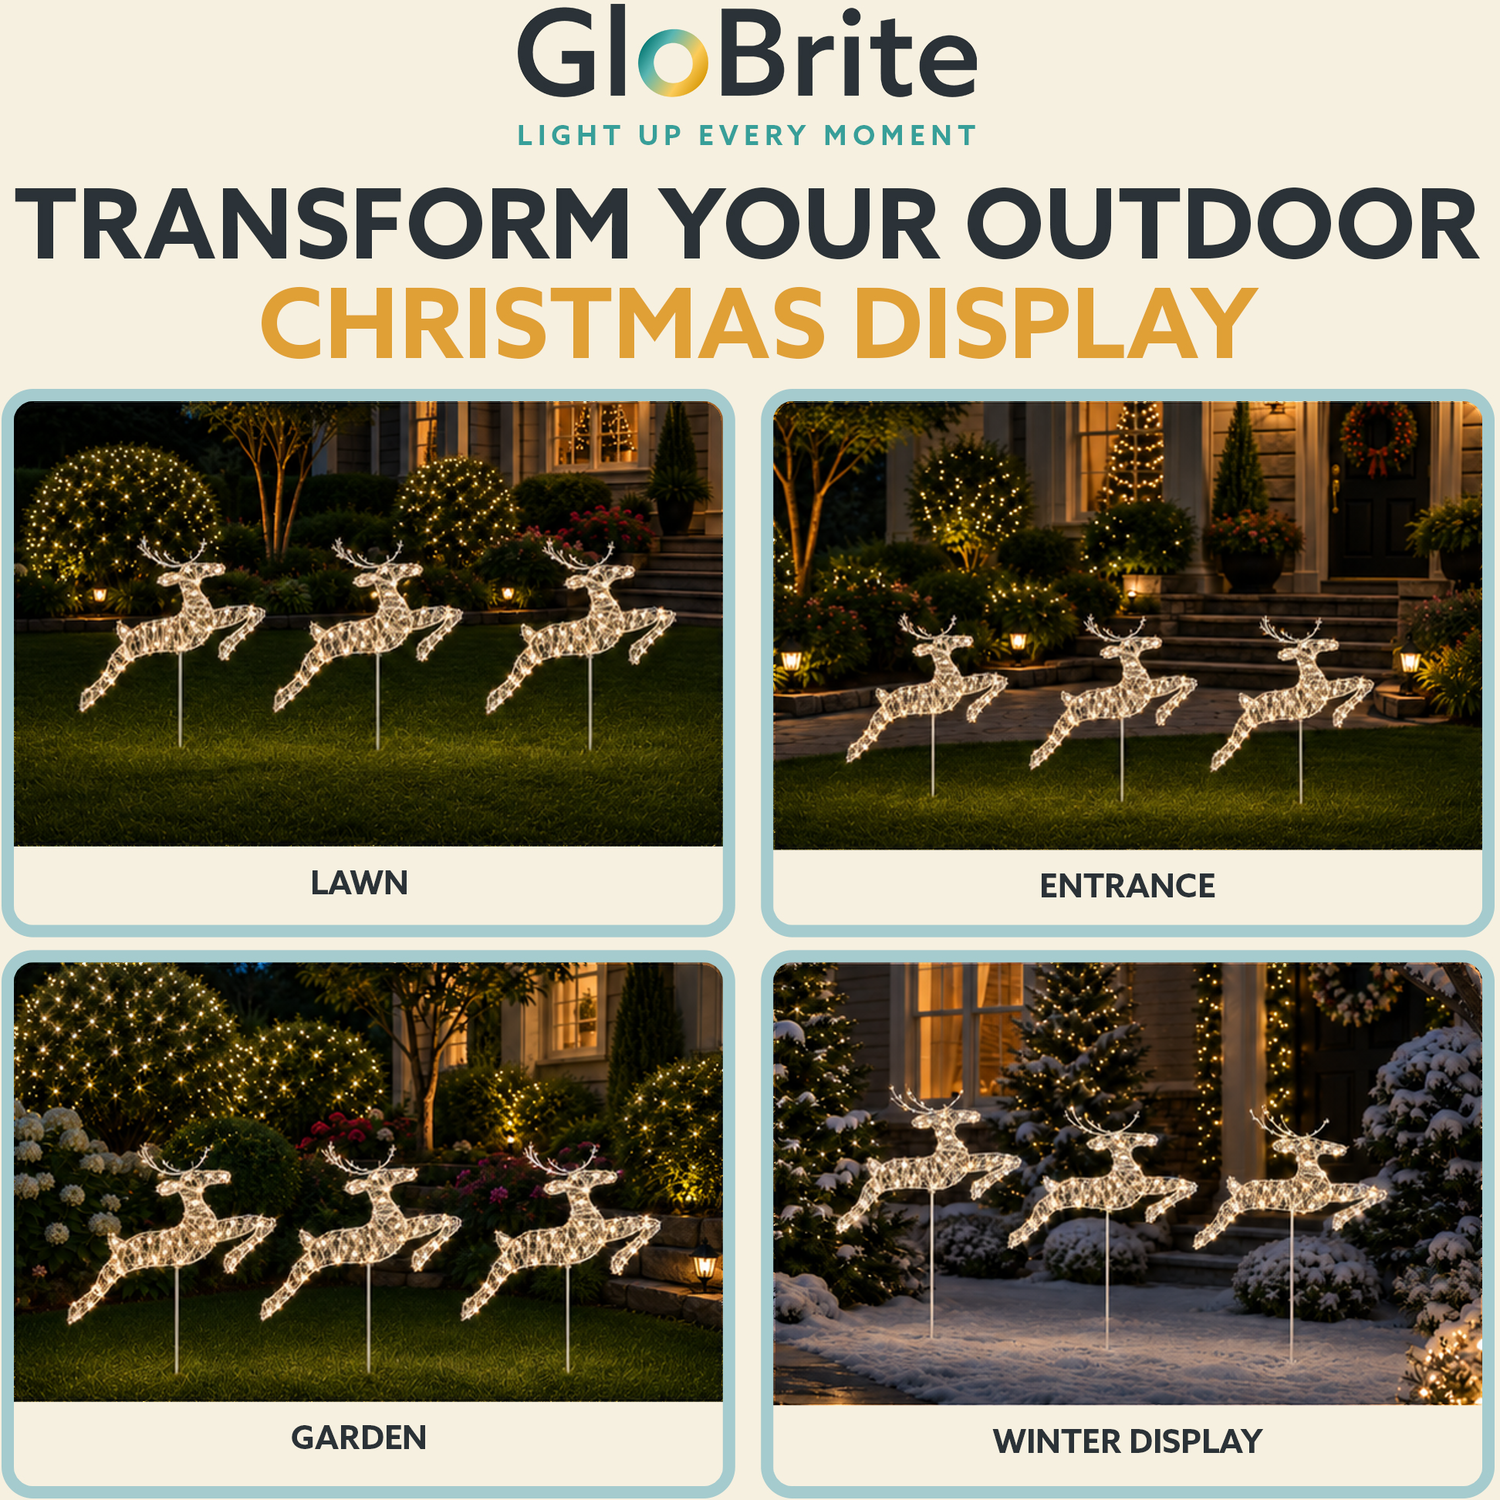 GloBrite
LIGHT UP EVERY MOMENT
TRANSFORM YOUR OUTDOOR
CHRISTMAS DISPLAY
LAWN
ENTRANCE
GARDEN
WINTER DISPLAY